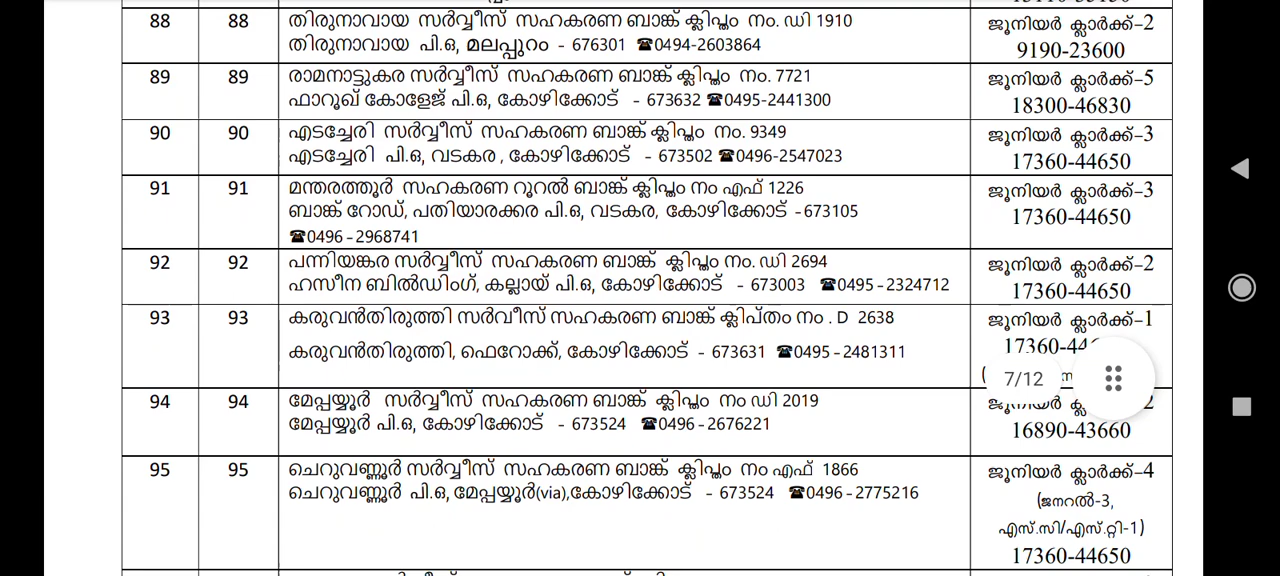 88 88 തിരുനാവായ സർവ്വീസ് സഹകരണ ബാങ്ക് ക്ലിപ്തം നം. ഡി 1910 ജൂനിയർ ക്ലാർക്ക്-2
തിരുനാവായ പി.ഒ, മലപ്പുറം - 676301 ☎0494-2603864 9190-23600
89 89 രാമനാട്ടുകര സർവ്വീസ് സഹകരണ ബാങ്ക് ക്ലിപ്തം നം. 7721 ജൂനിയർ ക്ലാർക്ക്-5
ഫാറൂഖ് കോളേജ് പി.ഒ, കോഴിക്കോട് - 673632 ☎0495-2441300 18300-46830
90 90 എടച്ചേരി സർവ്വീസ് സഹകരണ ബാങ്ക് ക്ലിപ്തം നം. 9349 ജൂനിയർ ക്ലാർക്ക്-3
എടച്ചേരി പി.ഒ, വടകര , കോഴിക്കോട് - 673502 ☎0496-2547023 17360-44650
91 91 മന്തരത്തൂർ സഹകരണ റൂറൽ ബാങ്ക് ക്ലിപ്തം നം എഫ് 1226 ജൂനിയർ ക്ലാർക്ക്-3
ബാങ്ക് റോഡ്, പതിയാരക്കര പി.ഒ, വടകര, കോഴിക്കോട് -673105 17360-44650
☎0496-2968741
92 92 പന്നിയങ്കര സർവ്വീസ് സഹകരണ ബാങ്ക് ക്ലിപ്തം നം. ഡി 2694 ജൂനിയർ ക്ലാർക്ക്-2
ഹസീന ബിൽഡിംഗ്, കല്ലായ് പി.ഒ, കോഴിക്കോട് - 673003 ☎0495-2324712 17360-44650
93 93 കരുവൻതിരുത്തി സർവീസ് സഹകരണ ബാങ്ക് ക്ലിപ്തം നം . D 2638 ജൂനിയർ ക്ലാർക്ക്-1
കരുവൻതിരുത്തി, ഫെറോക്ക്, കോഴിക്കോട് - 673631 ☎0495-2481311
7/12
94 94 മേപ്പയ്യൂർ സർവ്വീസ് സഹകരണ ബാങ്ക് ക്ലിപ്തം നം ഡി 2019
മേപ്പയ്യൂർ പി.ഒ, കോഴിക്കോട് - 673524 ☎0496-2676221 16890-43660
95 95 ചെറുവണ്ണൂർ സർവ്വീസ് സഹകരണ ബാങ്ക് ക്ലിപ്തം നം എഫ് 1866 ജൂനിയർ ക്ലാർക്ക്-4
ചെറുവണ്ണൂർ പി.ഒ, മേപ്പയ്യൂർ(via),കോഴിക്കോട് - 673524 ☎0496-2775216 (ജനറൽ-3,
എസ്.സി/എസ്.റ്റി-1)
17360-44650